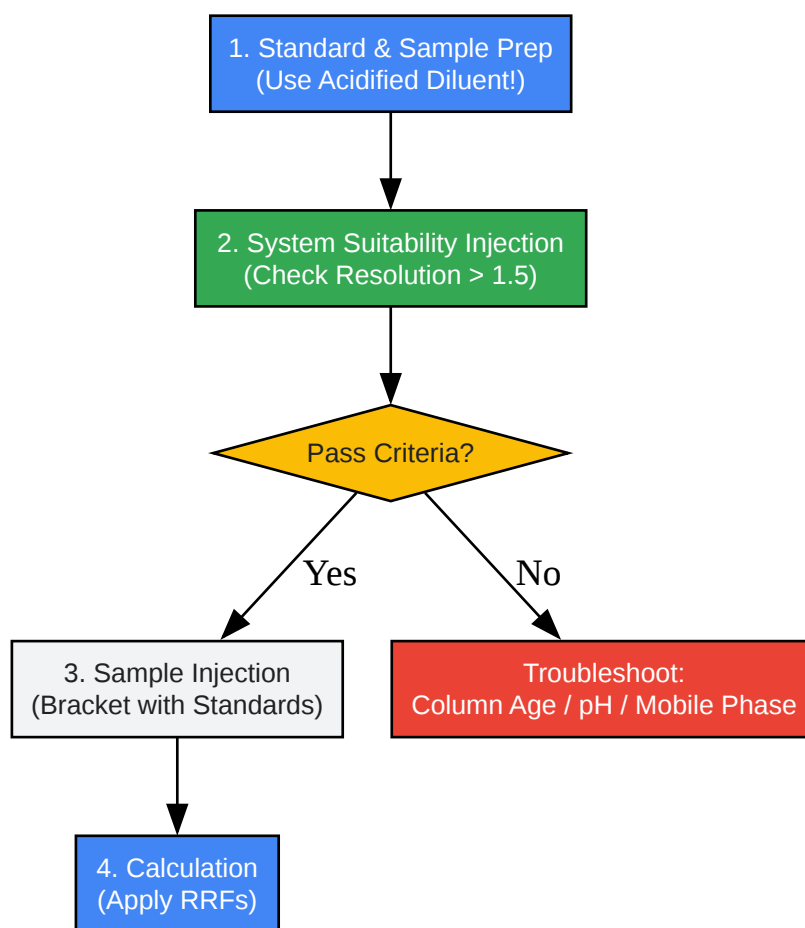 1. Standard & Sample Prep
(Use Acidified Diluent!)
2. System Suitability Injection
(Check Resolution > 1.5)
Pass Criteria?
Yes
No
3. Sample Injection
(Bracket with Standards)
Troubleshoot:
Column Age / pH / Mobile Phase
4. Calculation
(Apply RRFs)